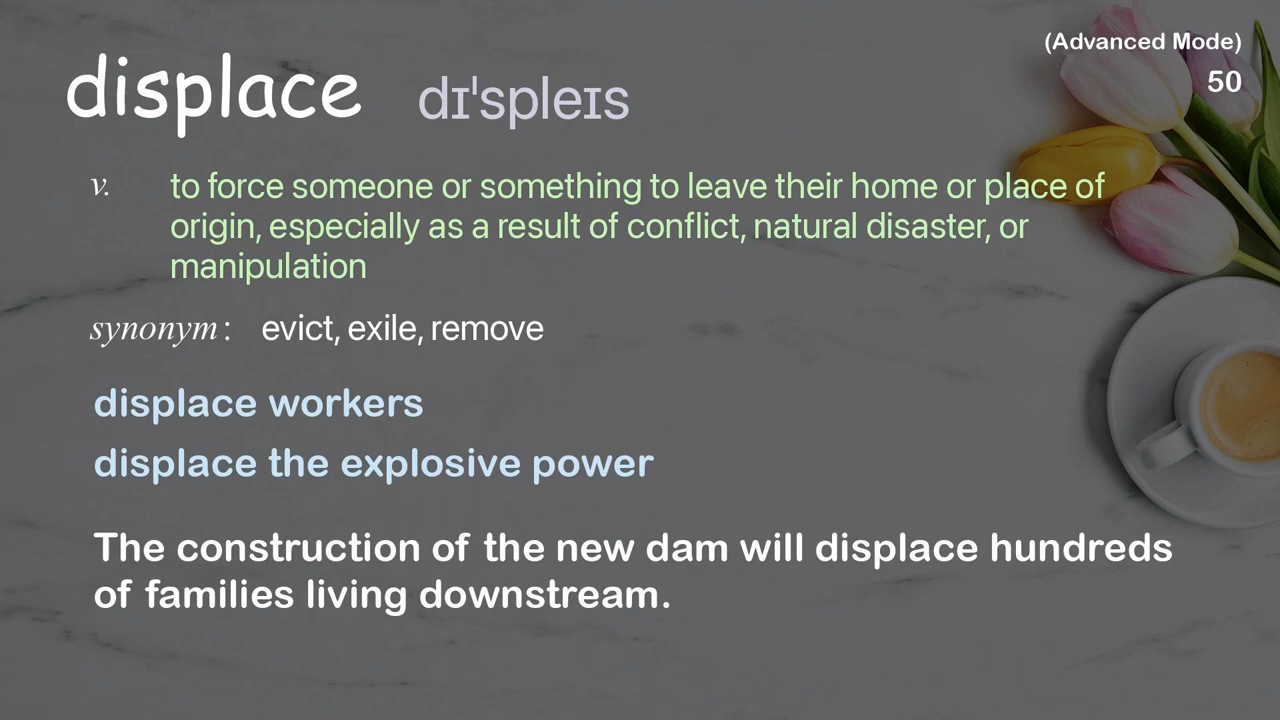 (Advanced Mode)
displace dɪˈspleɪs
50
v. to force someone or something to leave their home or place of
origin, especially as a result of conflict, natural disaster, or
manipulation
synonym: evict, exile, remove
displace workers
displace the explosive power
The construction of the new dam will displace hundreds
of families living downstream.